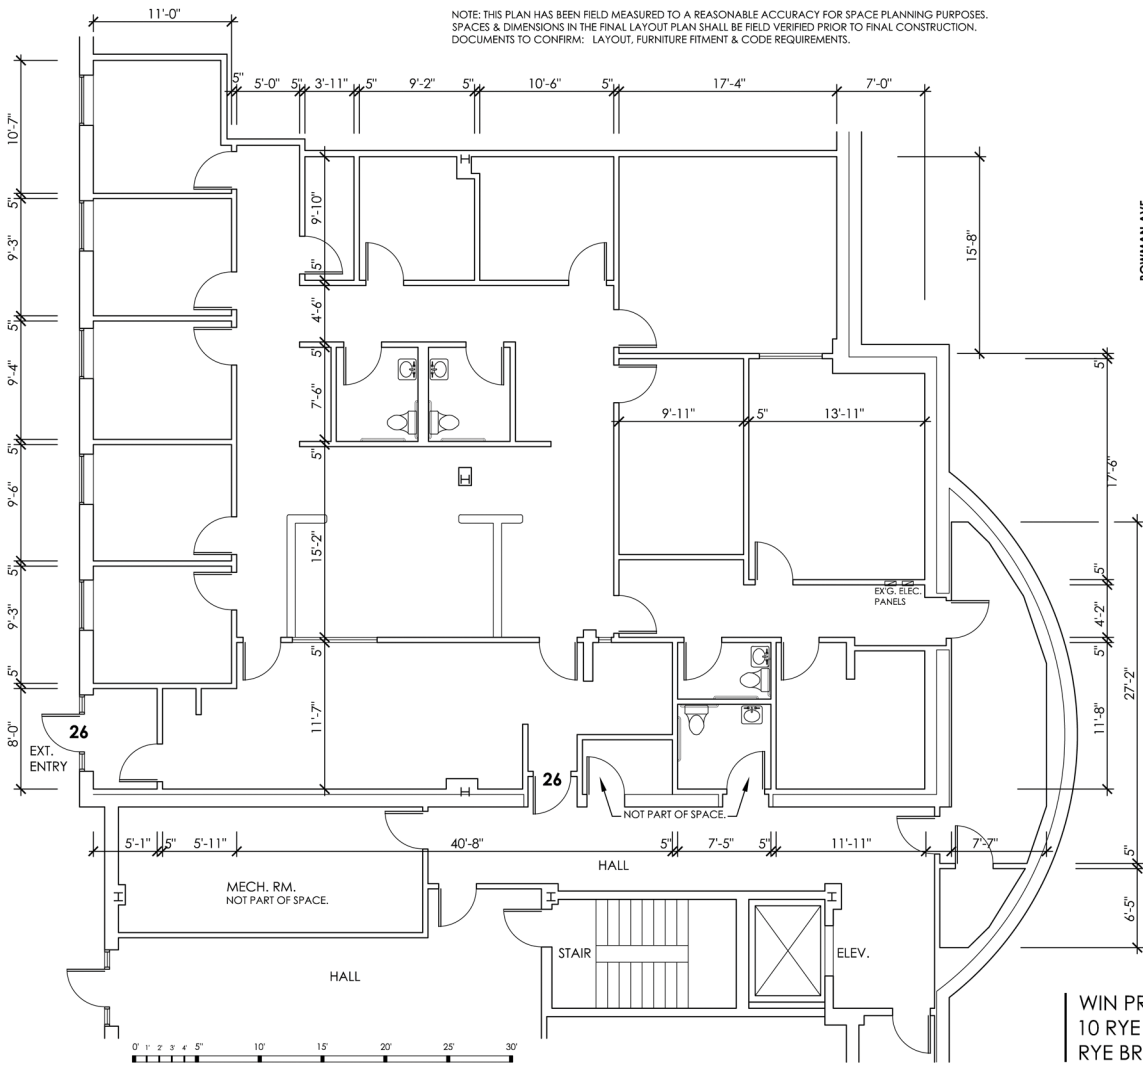 NOTE: THIS PLAN HAS BEEN FIELD MEASURED TO A REASONABLE ACCURACY FOR SPACE PLANNING PURPOSES.
SPACES & DIMENSIONS IN THE FINAL LAYOUT PLAN SHALL BE FIELD VERIFIED PRIOR TO FINAL CONSTRUCTION.
DOCUMENTS TO CONFIRM: LAYOUT, FURNITURE FITMENT & CODE REQUIREMENTS.
11'-0"
5" 5'-0" 5" 3'-11" 5" 9'-2" 5" 10'-6" 5" 17'-4" 7'-0"
10'-7"
5"
9'-3"
5"
9'-4"
5"
9'-6"
5"
9'-3"
5"
8'-0"
9'-10"
5"
4'-6"
5"
7'-6"
5"
15'-2"
5"
11'-7"
15'-8"
BOWMAN AVE
9'-11" 5" 13'-11"
5"
17'-6"
5"
4'-2"
5"
11'-8"
27'-2"
5"
6'-5"
EX'G. ELEC.
PANELS
26
EXT.
ENTRY
26
NOT PART OF SPACE.
5'-1" 5" 5'-11" 40'-8" 5" 7'-5" 5" 11'-11" 7'-7"
HALL
MECH. RM.
NOT PART OF SPACE.
STAIR
ELEV.
HALL
WIN PR
10 RYE
RYE BR
0' 1' 2' 3' 4' 5" 10' 15' 20' 25' 30'